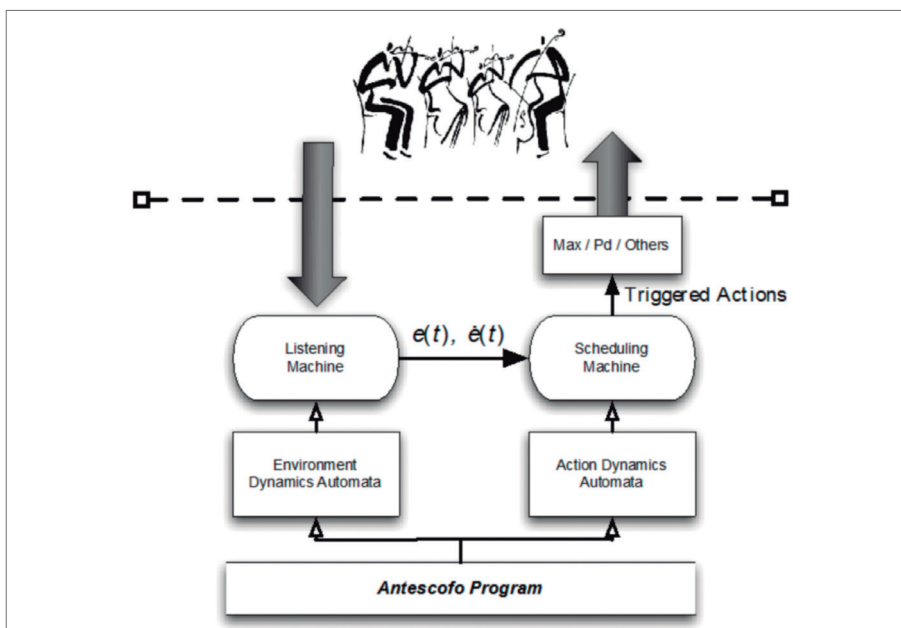 Max / Pd / Others
Triggered Actions
Listening
Machine
e(t), ė(t)
Scheduling
Machine
Environment
Dynamics Automata
Action Dynamics
Automata
Antescofo Program